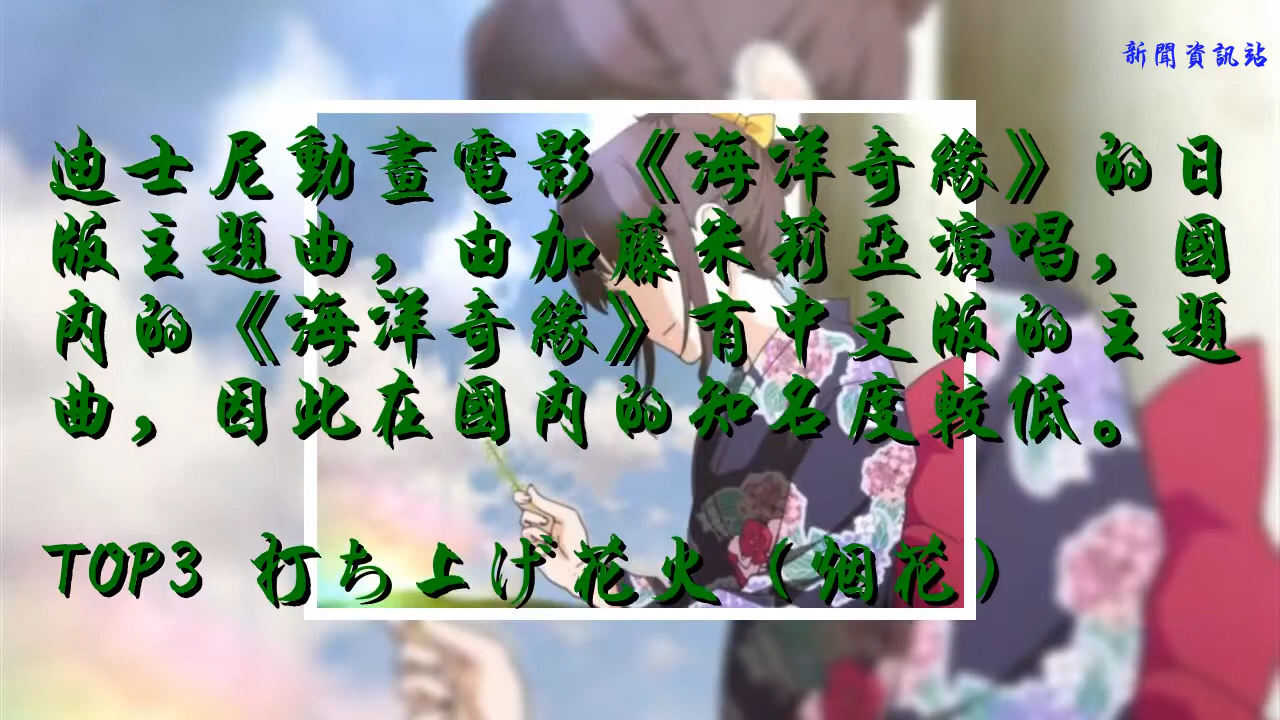 新聞資訊站
迪士尼動畫電影《海洋奇緣》的日
版主題曲，由加藤米莉亞演唱，國
內的《海洋奇緣》有中文版的主題
曲，因此在國內的知名度較低。
TOP3 打ち上げ花火（烟花）